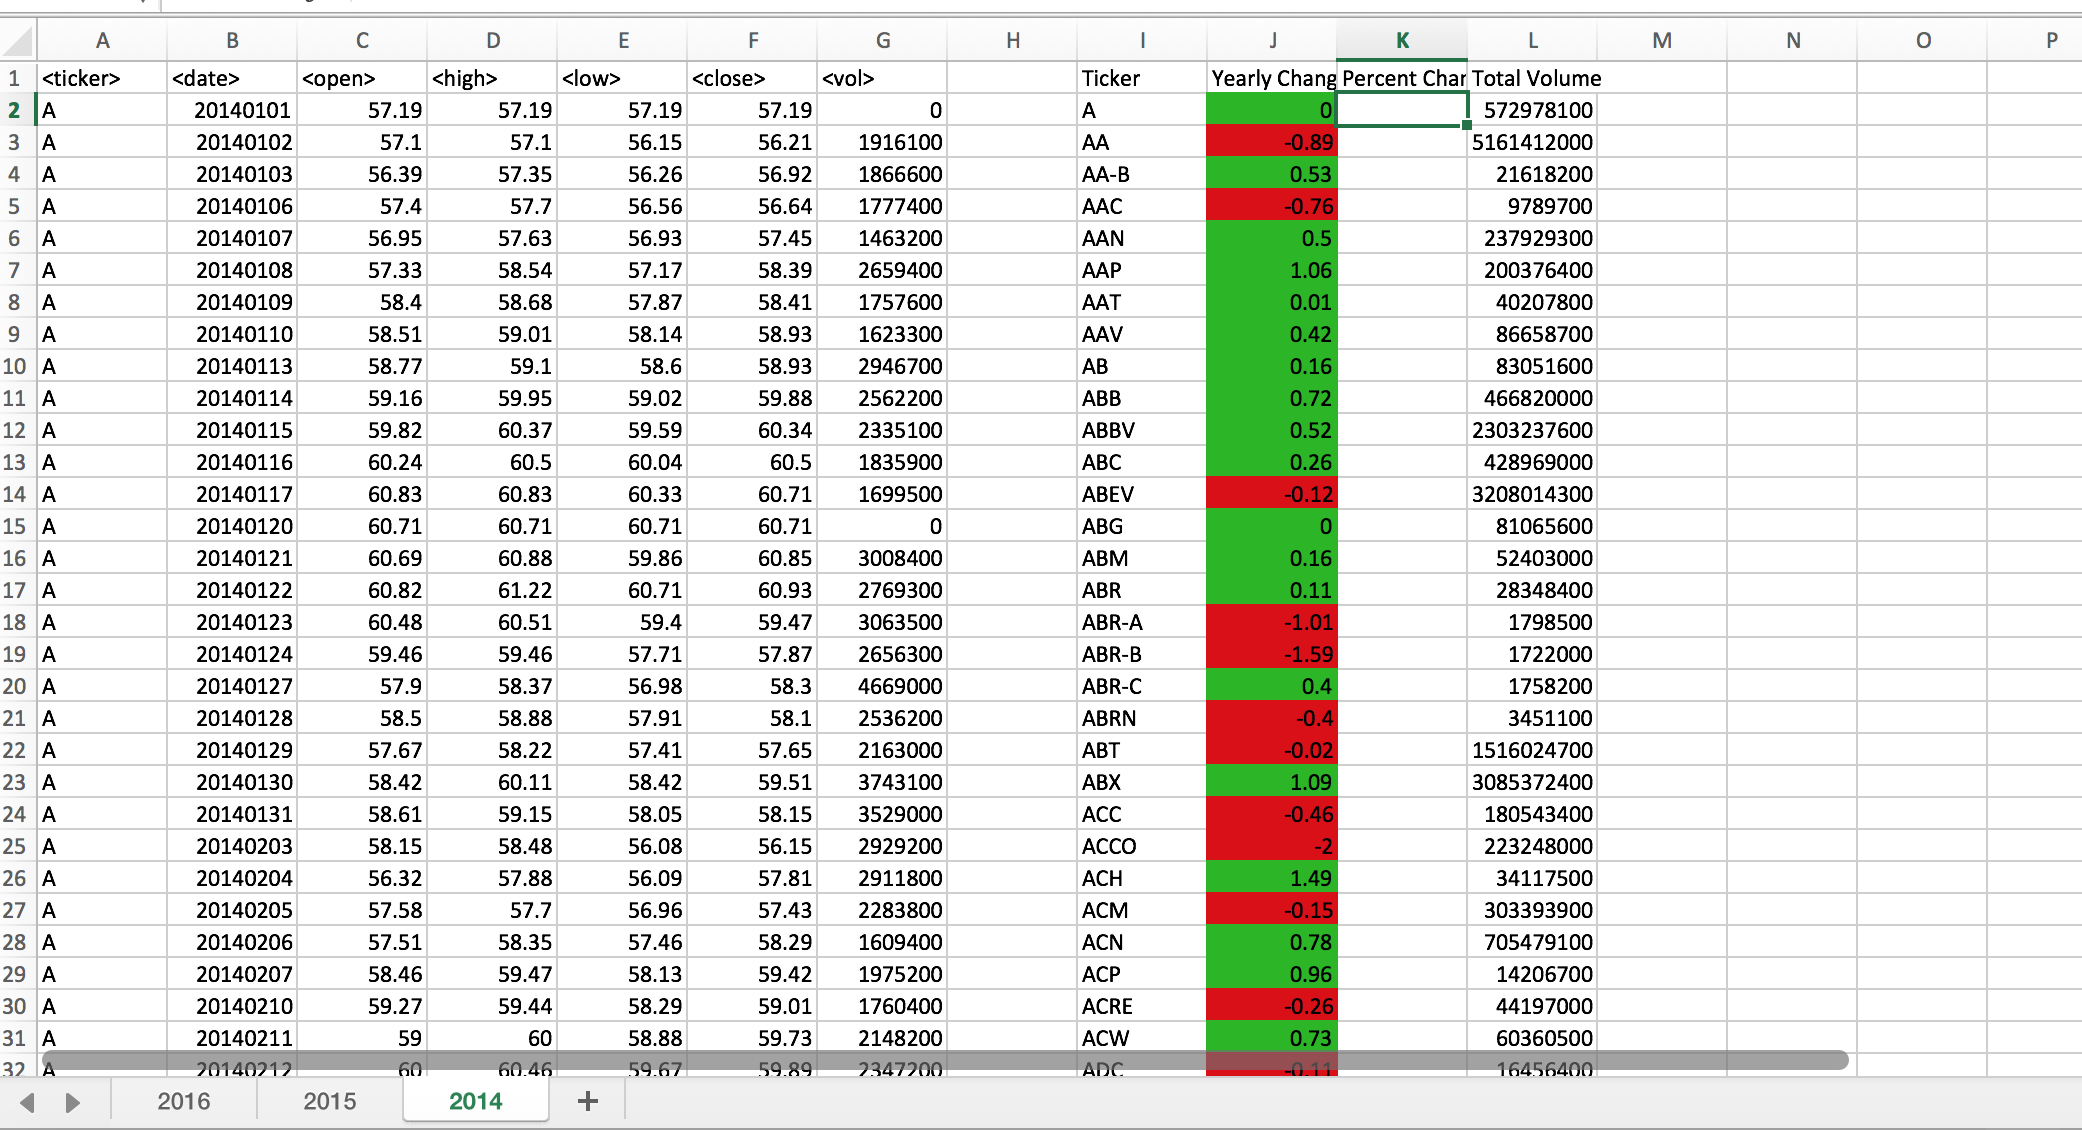 A B C D E F G H I J K L M N O P
1 <ticker> <date> <open> <high> <low> <close> <vol> Ticker Yearly Chang Percent Char Total Volume
2 A 20140101 57.19 57.19 57.19 57.19 0 A 0 572978100
3 A 20140102 57.1 57.1 56.15 56.21 1916100 AA -0.89 5161412000
4 A 20140103 56.39 57.35 56.26 56.92 1866600 AA-B 0.53 21618200
5 A 20140106 57.4 57.7 56.56 56.64 1777400 AAC -0.76 9789700
6 A 20140107 56.95 57.63 56.93 57.45 1463200 AAN 0.5 237929300
7 A 20140108 57.33 58.54 57.17 58.39 2659400 AAP 1.06 200376400
8 A 20140109 58.4 58.68 57.87 58.41 1757600 AAT 0.01 40207800
9 A 20140110 58.51 59.01 58.14 58.93 1623300 AAV 0.42 86658700
10 A 20140113 58.77 59.1 58.6 58.93 2946700 AB 0.16 83051600
11 A 20140114 59.16 59.95 59.02 59.88 2562200 ABB 0.72 466820000
12 A 20140115 59.82 60.37 59.59 60.34 2335100 ABBV 0.52 2303237600
13 A 20140116 60.24 60.5 60.04 60.5 1835900 ABC 0.26 428969000
14 A 20140117 60.83 60.83 60.33 60.71 1699500 ABEV -0.12 3208014300
15 A 20140120 60.71 60.71 60.71 60.71 0 ABG 0 81065600
16 A 20140121 60.69 60.88 59.86 60.85 3008400 ABM 0.16 52403000
17 A 20140122 60.82 61.22 60.71 60.93 2769300 ABR 0.11 28348400
18 A 20140123 60.48 60.51 59.4 59.47 3063500 ABR-A -1.01 1798500
19 A 20140124 59.46 59.46 57.71 57.87 2656300 ABR-B -1.59 1722000
20 A 20140127 57.9 58.37 56.98 58.3 4669000 ABR-C 0.4 1758200
21 A 20140128 58.5 58.88 57.91 58.1 2536200 ABRN -0.4 3451100
22 A 20140129 57.67 58.22 57.41 57.65 2163000 ABT -0.02 1516024700
23 A 20140130 58.42 60.11 58.42 59.51 3743100 ABX 1.09 3085372400
24 A 20140131 58.61 59.15 58.05 58.15 3529000 ACC -0.46 180543400
25 A 20140203 58.15 58.48 56.08 56.15 2929200 ACCO -2 223248000
26 A 20140204 56.32 57.88 56.09 57.81 2911800 ACH 1.49 34117500
27 A 20140205 57.58 57.7 56.96 57.43 2283800 ACM -0.15 303393900
28 A 20140206 57.51 58.35 57.46 58.29 1609400 ACN 0.78 705479100
29 A 20140207 58.46 59.47 58.13 59.42 1975200 ACP 0.96 14206700
30 A 20140210 59.27 59.44 58.29 59.01 1760400 ACRE -0.26 44197000
31 A 20140211 59 60 58.88 59.73 2148200 ACW 0.73 60360500
32 A 20140212 60 60.46 59.67 59.89 2347200 ADC -0.11 16456400
2016 2015 2014 +